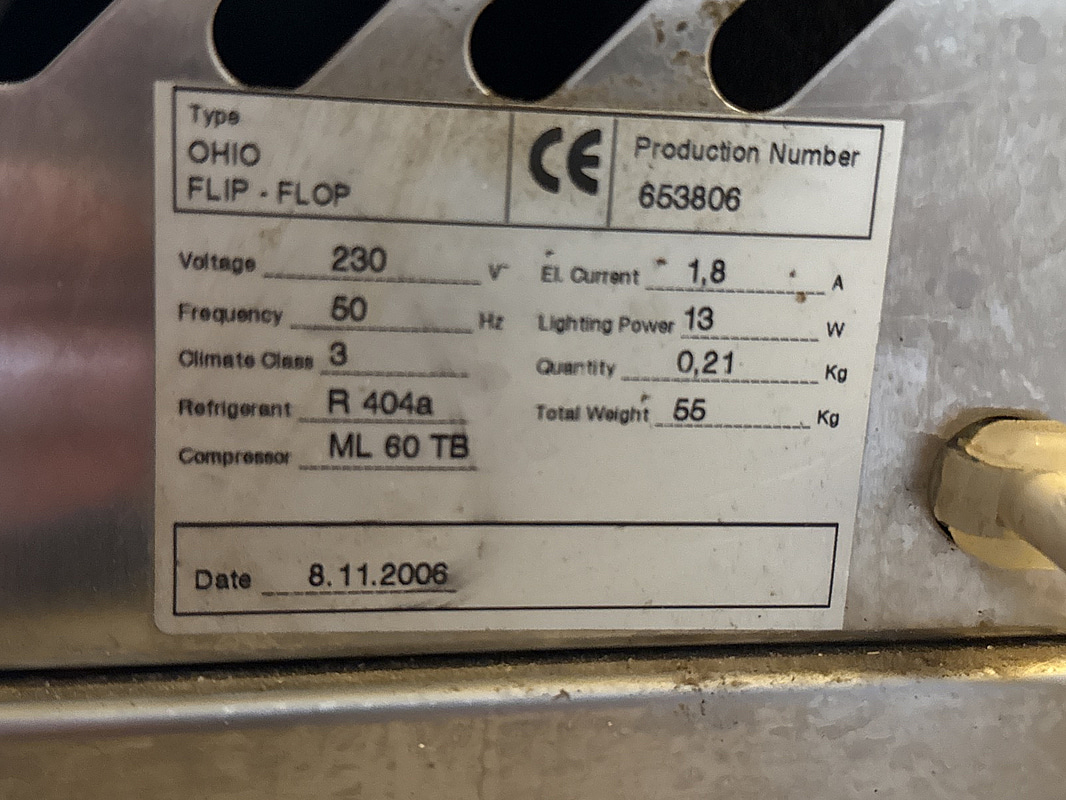 Type
OHIO
FLIP - FLOP
CE
Production Number
653806
Voltage 230 V~
Frequency 50 Hz
Climate Class 3
Refrigerant R 404a
Compressor ML 60 TB
El. Current 1,8 A
Lighting Power 13 W
Quantity 0,21 Kg
Total Weight 55 Kg
Date 8.11.2006